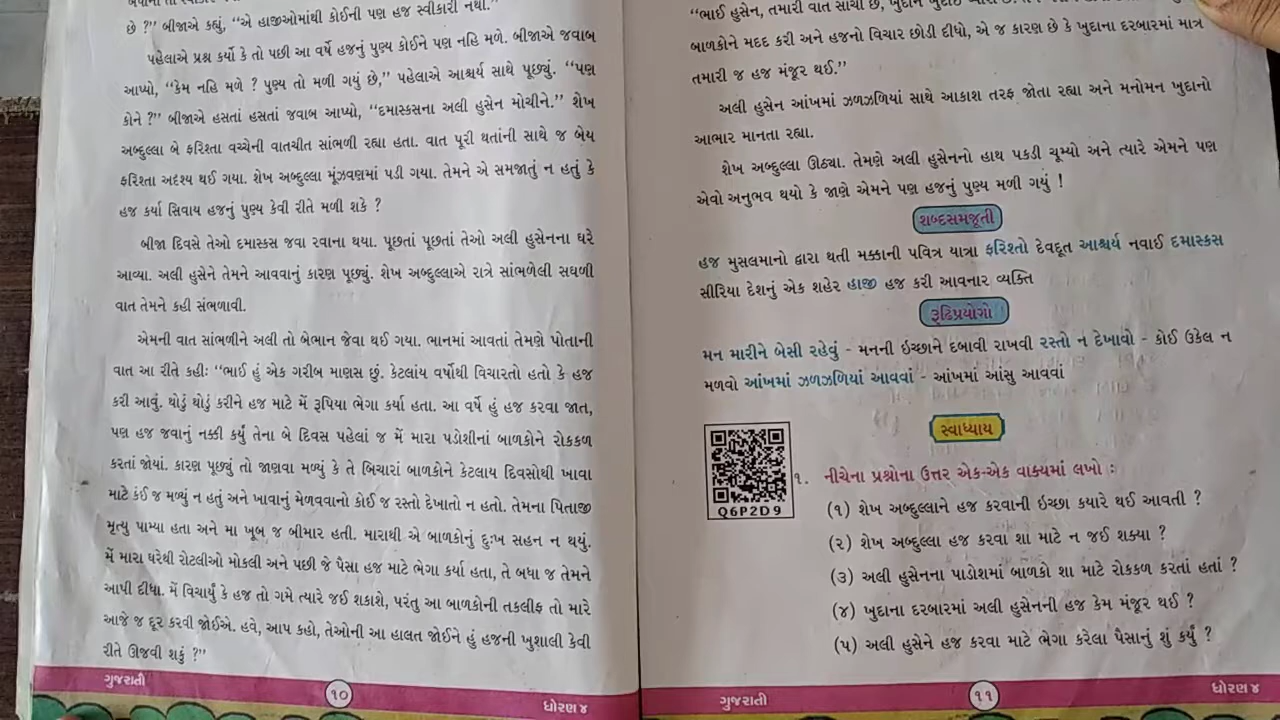 છે ?” બીજાએ કહ્યું, “એ હાજીઓમાંથી કોઈની પણ હજ સ્વીકારી નથી.”
પહેલાએ પ્રશ્ન કર્યો કે તો પછી આ વર્ષે હજનું પુણ્ય કોઈને પણ નહિ મળે. બીજાએ જવાબ
આપ્યો, “કેમ નહિ મળે ? પુણ્ય તો મળી ગયું છે,” પહેલાએ આશ્ચર્ય સાથે પૂછ્યું. “પણ
કોને ?” બીજાએ હસતાં હસતાં જવાબ આપ્યો, “દમાસ્કસના અલી હુસેન મોચીને.” શેખ
અબ્દુલ્લા બે ફરિશ્તા વચ્ચેની વાતચીત સાંભળી રહ્યા હતા. વાત પૂરી થતાંની સાથે જ બેય
ફરિશ્તા અદૃશ્ય થઈ ગયા. શેખ અબ્દુલ્લા મૂંઝવણમાં પડી ગયા. તેમને એ સમજાતું ન હતું કે
હજ કર્યા સિવાય હજનું પુણ્ય કેવી રીતે મળી શકે ?
બીજા દિવસે તેઓ દમાસ્કસ જવા રવાના થયા. પૂછતાં પૂછતાં તેઓ અલી હુસેનના ઘરે
આવ્યા. અલી હુસેને તેમને આવવાનું કારણ પૂછ્યું. શેખ અબ્દુલ્લાએ રાત્રે સાંભળેલી સઘળી
વાત તેમને કહી સંભળાવી.
એમની વાત સાંભળીને અલી તો બેભાન જેવા થઈ ગયા. ભાનમાં આવતાં તેમણે પોતાની
વાત આ રીતે કહીઃ “ભાઈ હું એક ગરીબ માણસ છું. કેટલાંય વર્ષોથી વિચારતો હતો કે હજ
કરી આવું. થોડું થોડું કરીને હજ માટે મેં રૂપિયા ભેગા કર્યા હતા. આ વર્ષે હું હજ કરવા જાત,
પણ હજ જવાનું નક્કી કર્યું તેના બે દિવસ પહેલાં જ મેં મારા પડોશીનાં બાળકોને રોકકળ
કરતાં જોયાં. કારણ પૂછ્યું તો જાણવા મળ્યું કે તે બિચારાં બાળકોને કેટલાય દિવસોથી ખાવા
માટે કંઈ જ મળ્યું ન હતું અને ખાવાનું મેળવવાનો કોઈ જ રસ્તો દેખાતો ન હતો. તેમના પિતાજી
મૃત્યુ પામ્યા હતા અને મા ખૂબ જ બીમાર હતી. મારાથી એ બાળકોનું દુઃખ સહન ન થયું.
મેં મારા ઘરેથી રોટલીઓ મોકલી અને પછી જે પૈસા હજ માટે ભેગા કર્યા હતા, તે બધા જ તેમને
આપી દીધા. મેં વિચાર્યું કે હજ તો ગમે ત્યારે જઈ શકાશે, પરંતુ આ બાળકોની તકલીફ તો મારે
આજે જ દૂર કરવી જોઈએ. હવે, આપ કહો, તેઓની આ હાલત જોઈને હું હજની ખુશાલી કેવી
રીતે ઊજવી શકું ?”
ગુજરાતી
૧૦
ધોરણ ૪
“ભાઈ હુસેન, તમારી વાત સાચી છે,
બાળકોને મદદ કરી અને હજનો વિચાર છોડી દીધો, એ જ કારણ છે કે ખુદાના દરબારમાં માત્ર
તમારી જ હજ મંજૂર થઈ.”
અલી હુસેન આંખમાં ઝળઝળિયાં સાથે આકાશ તરફ જોતા રહ્યા અને મનોમન ખુદાનો
આભાર માનતા રહ્યા.
શેખ અબ્દુલ્લા ઊઠ્યા. તેમણે અલી હુસેનનો હાથ પકડી ચૂમ્યો અને ત્યારે એમને પણ
એવો અનુભવ થયો કે જાણે એમને પણ હજનું પુણ્ય મળી ગયું !
શબ્દસમજૂતી
હજ મુસલમાનો દ્વારા થતી મક્કાની પવિત્ર યાત્રા ફરિશ્તો દેવદૂત આશ્ચર્ય નવાઈ દમાસ્કસ
સીરિયા દેશનું એક શહેર હાજી હજ કરી આવનાર વ્યક્તિ
રૂઢિપ્રયોગો
મન મારીને બેસી રહેવું - મનની ઇચ્છાને દબાવી રાખવી રસ્તો ન દેખાવો - કોઈ ઉકેલ ન
મળવો આંખમાં ઝળઝળિયાં આવવાં - આંખમાં આંસુ આવવાં
સ્વાધ્યાય
Q6P2D9
૧. નીચેના પ્રશ્નોના ઉત્તર એક-એક વાક્યમાં લખો :
(૧) શેખ અબ્દુલ્લાને હજ કરવાની ઇચ્છા કયારે થઈ આવતી ?
(૨) શેખ અબ્દુલ્લા હજ કરવા શા માટે ન જઈ શક્યા ?
(૩) અલી હુસેનના પાડોશમાં બાળકો શા માટે રોકકળ કરતાં હતાં ?
(૪) ખુદાના દરબારમાં અલી હુસેનની હજ કેમ મંજૂર થઈ ?
(૫) અલી હુસેને હજ કરવા માટે ભેગા કરેલા પૈસાનું શું કર્યું ?
ગુજરાતી
૧૧
ધોરણ ૪